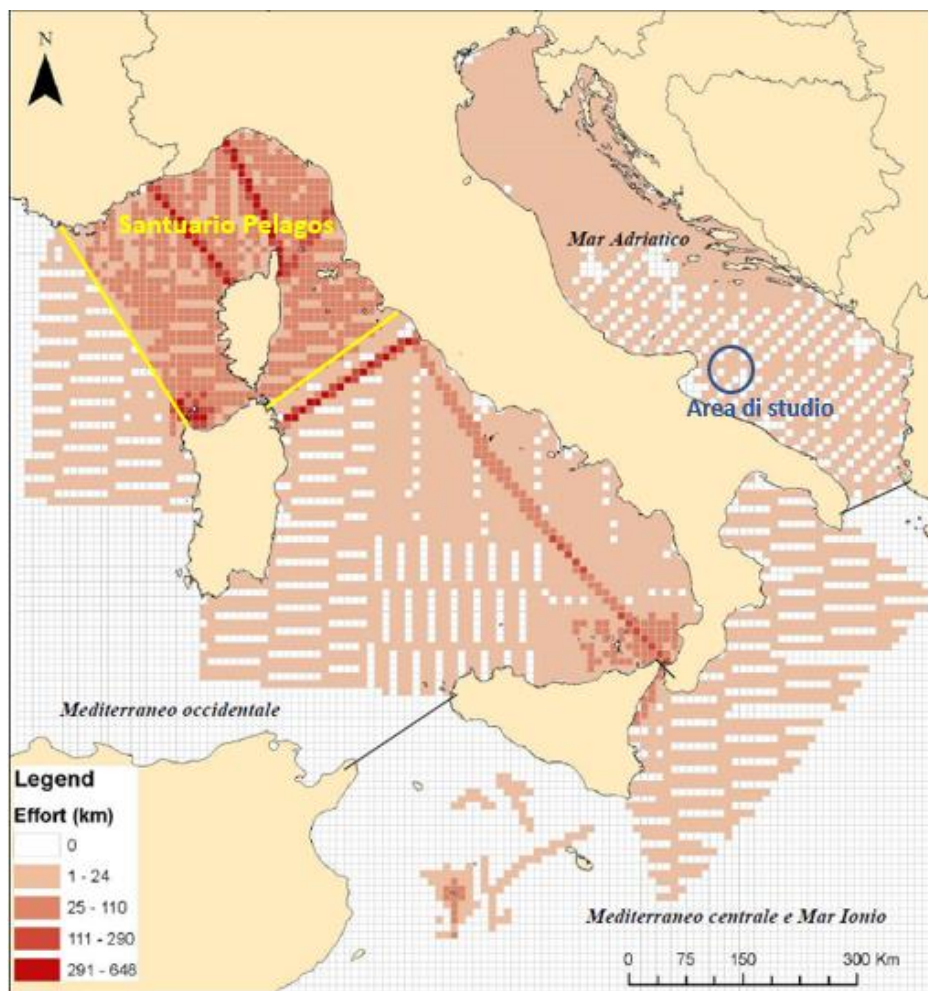 N
Santuario Pelagos
Mar Adriatico
Area di studio
Mediterraneo occidentale
Legend
Effort (km)
0
1 - 24
25 - 110
111 - 290
291 - 648
Mediterraneo centrale e Mar Ionio
0 75 150 300 Km